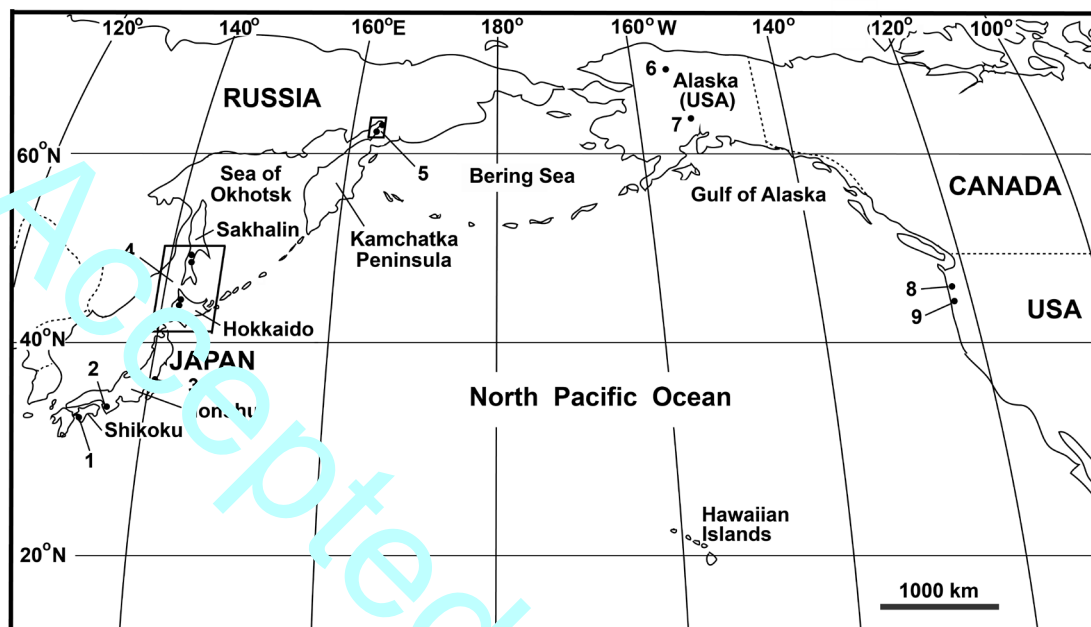 120° 140° 160°E 180° 160°W 140° 120° 100°
6
Alaska
(USA)
RUSSIA
7
60°N
Sea of
Okhotsk
5
Bering Sea
Gulf of Alaska
CANADA
Sakhalin
Kamchatka
Peninsula
4
8
9
USA
Hokkaido
40°N
JAPAN
2
3
North Pacific Ocean
Shikoku
1
Hawaiian
Islands
20°N
1000 km
Accepted